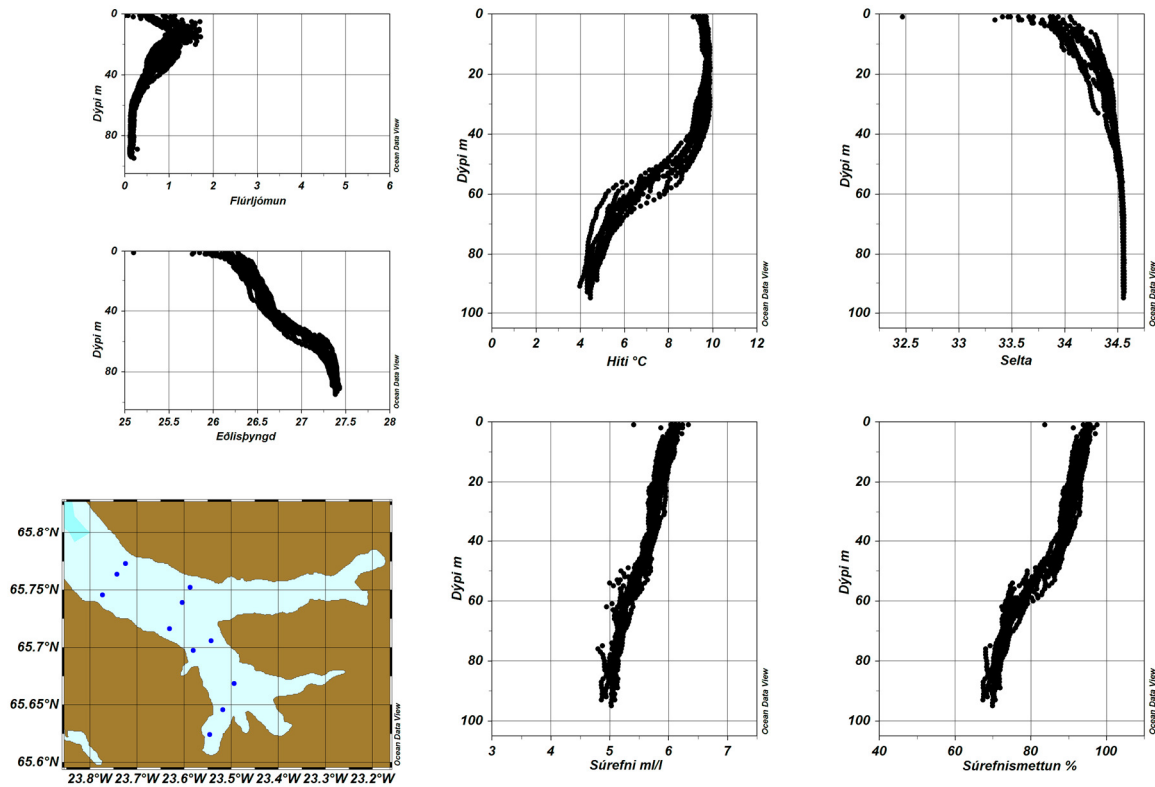 0
40
80
Dýpi m
0
1
2
3
4
5
6
Flúrljómun
Ocean Data View
0
40
80
Dýpi m
25
25.5
26
26.5
27
27.5
28
Eðlisþyngd
Ocean Data View
65.8°N
65.75°N
65.7°N
65.65°N
65.6°N
23.8°W
23.7°W
23.6°W
23.5°W
23.4°W
23.3°W
23.2°W
Ocean Data View
0
20
40
60
80
100
Dýpi m
0
2
4
6
8
10
12
Hiti °C
Ocean Data View
0
20
40
60
80
100
Dýpi m
32.5
33
33.5
34
34.5
Selta
Ocean Data View
0
20
40
60
80
100
Dýpi m
3
4
5
6
7
Súrefni ml/l
Ocean Data View
0
20
40
60
80
100
Dýpi m
40
60
80
100
Súrefnismettun %
Ocean Data View